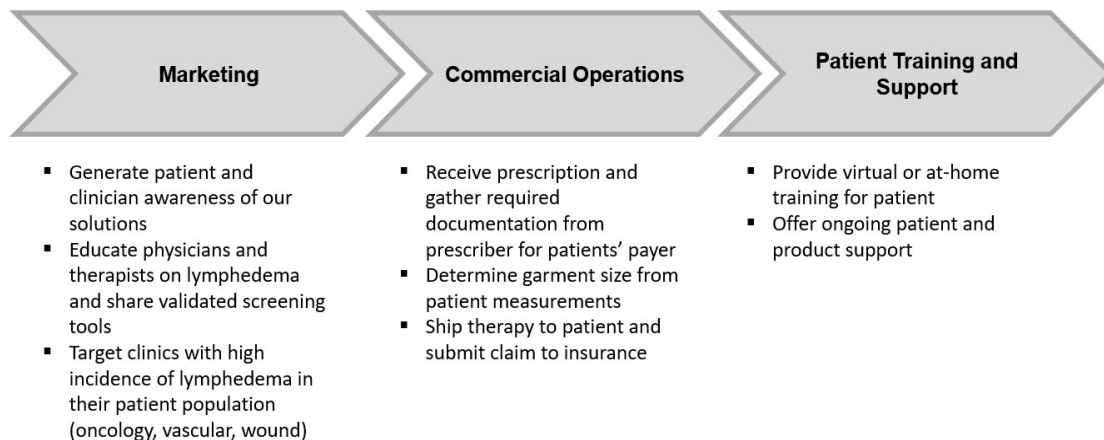 Marketing
Commercial Operations
Patient Training and
Support
▪ Generate patient and
clinician awareness of our
solutions
▪ Educate physicians and
therapists on lymphedema
and share validated screening
tools
▪ Target clinics with high
incidence of lymphedema in
their patient population
(oncology, vascular, wound)
▪ Receive prescription and
gather required
documentation from
prescriber for patients’ payer
▪ Determine garment size from
patient measurements
▪ Ship therapy to patient and
submit claim to insurance
▪ Provide virtual or at-home
training for patient
▪ Offer ongoing patient and
product support